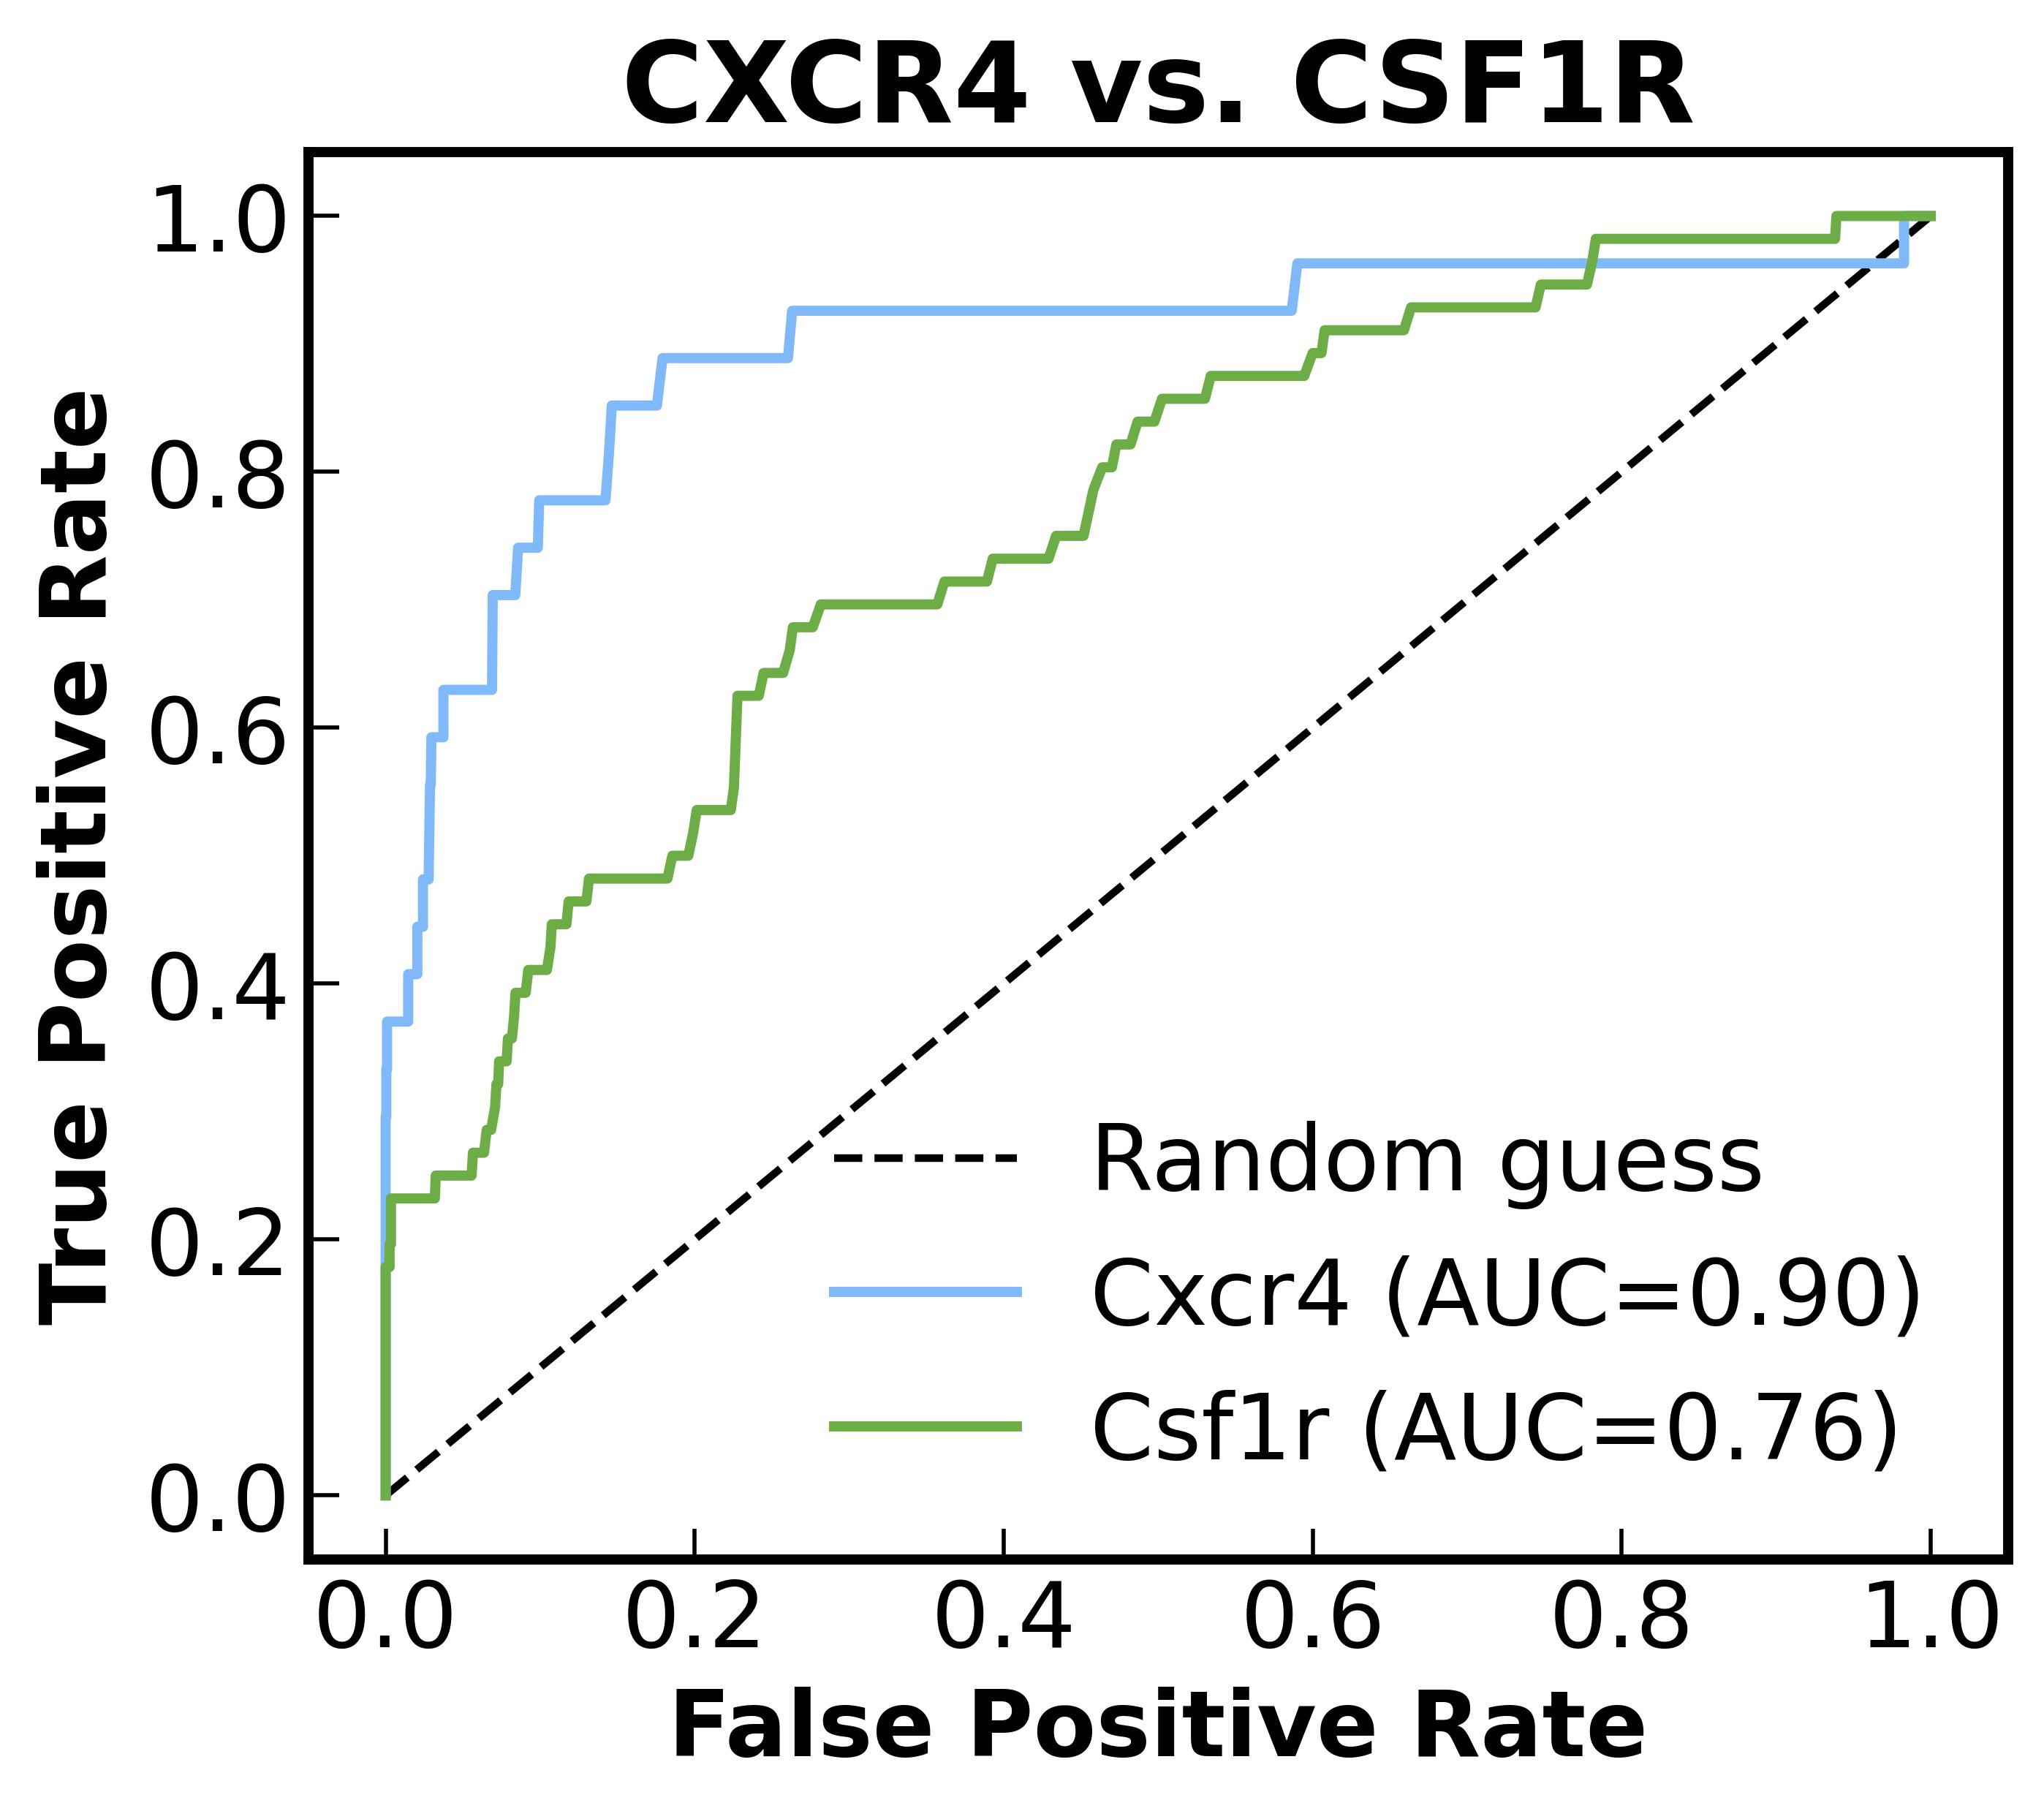 CXCR4 vs. CSF1R
True Positive Rate
1.0
0.8
0.6
0.4
0.2
0.0
Random guess
Cxcr4 (AUC=0.90)
Csf1r (AUC=0.76)
0.0 0.2 0.4 0.6 0.8 1.0
False Positive Rate